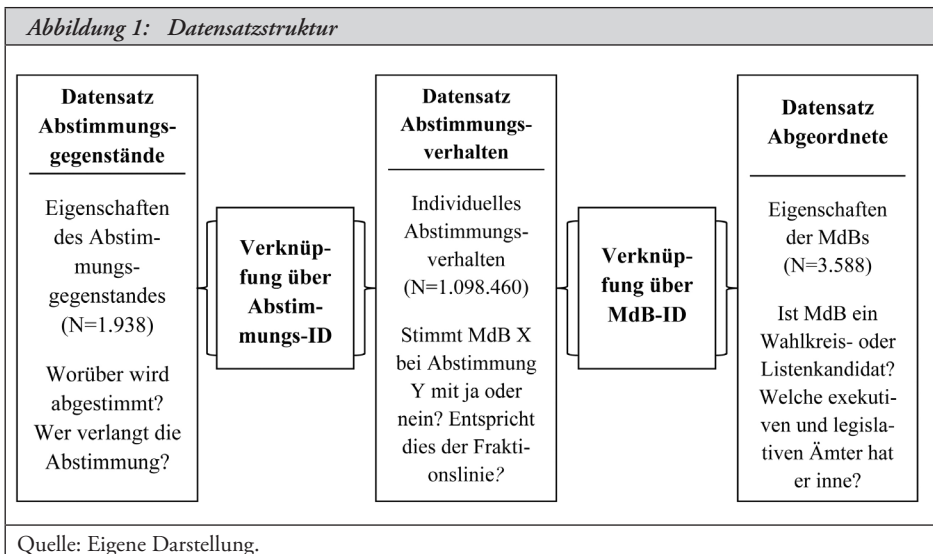 Abbildung 1: Datensatzstruktur
Datensatz
Abstimmungs-
gegenstände
Eigenschaften
des Abstim-
mungs-
gegenstandes
(N=1.938)
Worüber wird
abgestimmt?
Wer verlangt die
Abstimmung?
Verknüp-
fung über
Abstim-
mungs-ID
Datensatz
Abstimmungs-
verhalten
Individuelles
Abstimmungs-
verhalten
(N=1.098.460)
Stimmt MdB X
bei Abstimmung
Y mit ja oder
nein? Entspricht
dies der Frakti-
onslinie?
Verknüp-
fung über
MdB-ID
Datensatz
Abgeordnete
Eigenschaften
der MdBs
(N=3.588)
Ist MdB ein
Wahlkreis- oder
Listenkandidat?
Welche exekuti-
ven und legisla-
tiven Ämter hat
er inne?
Quelle: Eigene Darstellung.